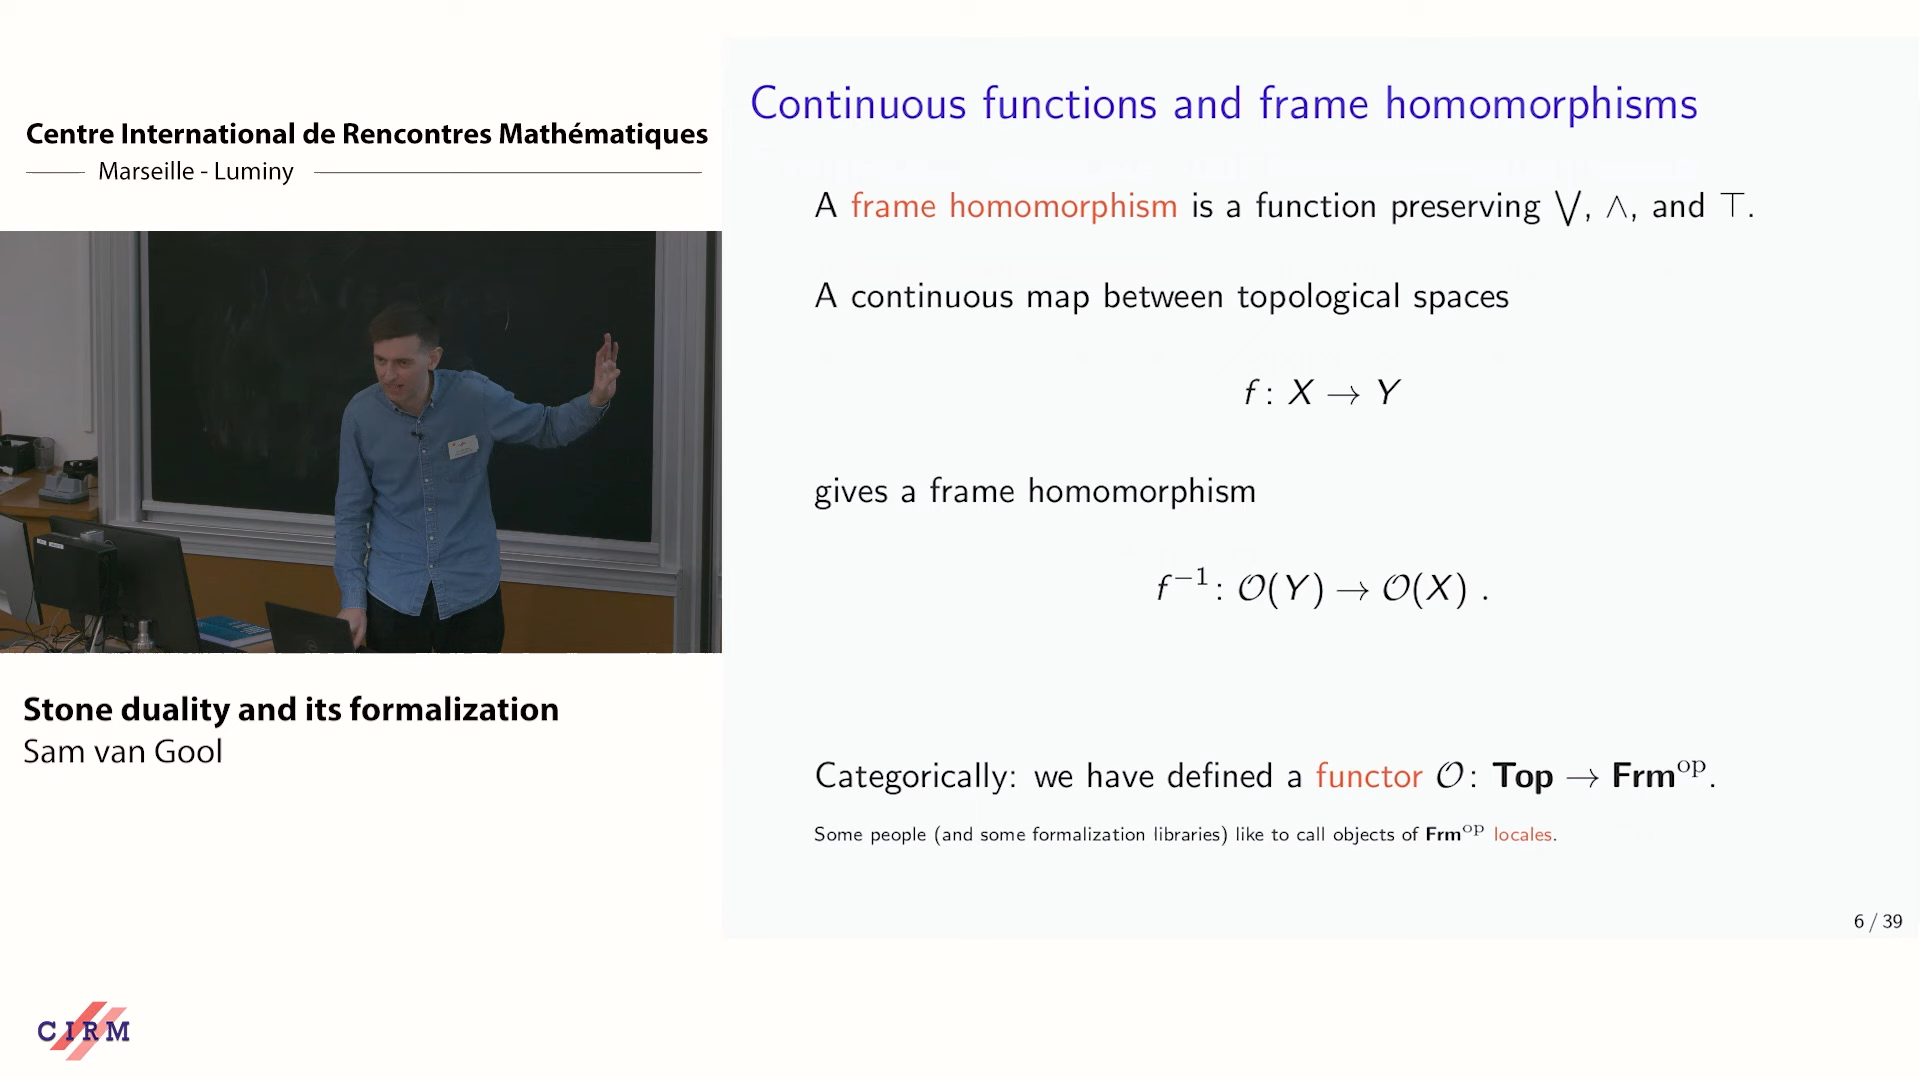 Centre International de Rencontres Mathématiques
Marseille - Luminy
Stone duality and its formalization
Sam van Gool
CIRM
Continuous functions and frame homomorphisms
A frame homomorphism is a function preserving ⋁, ∧, and ⊤.
A continuous map between topological spaces
f : X → Y
gives a frame homomorphism
f⁻¹ : 𝒪(Y) → 𝒪(X) .
Categorically: we have defined a functor 𝒪 : Top → Frmᵒᵖ.
Some people (and some formalization libraries) like to call objects of Frmᵒᵖ locales.
6 / 39